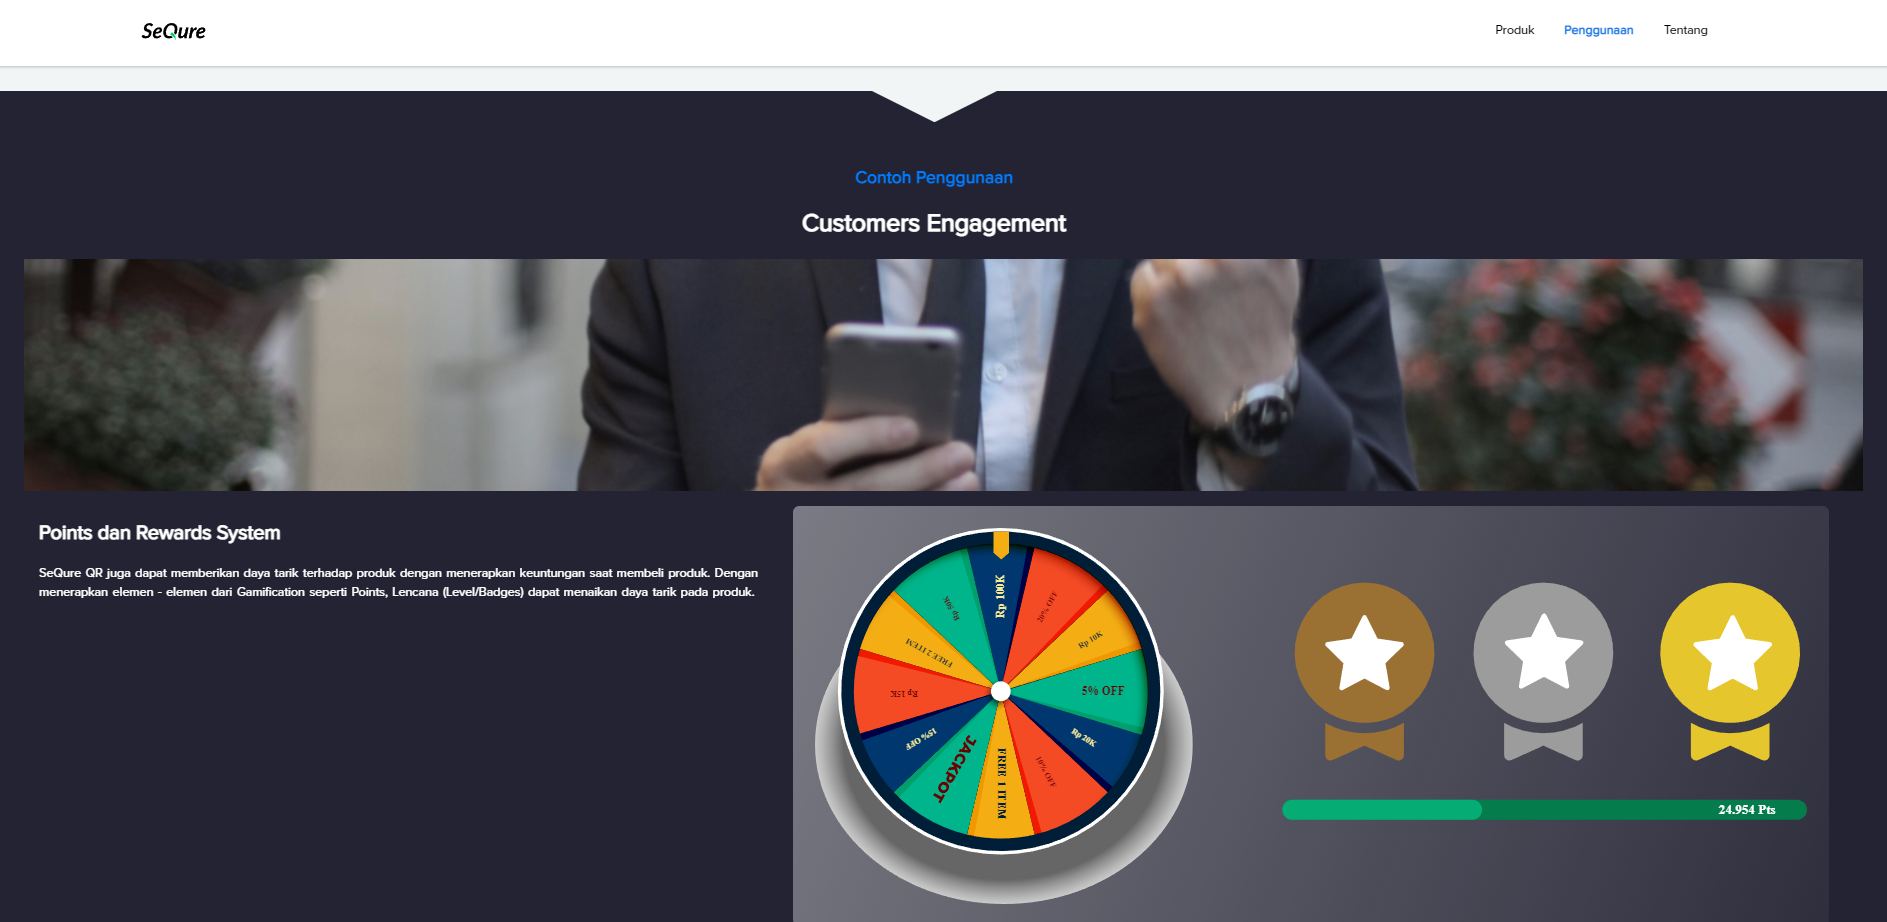 SeQure
Produk
Penggunaan
Tentang
Contoh Penggunaan
Customers Engagement
Points dan Rewards System
SeQure QR juga dapat memberikan daya tarik terhadap produk dengan menerapkan keuntungan saat membeli produk. Dengan
menerapkan elemen - elemen dari Gamification seperti Points, Lencana (Level/Badges) dapat menaikan daya tarik pada produk.
Rp 100K
20% OFF
Rp 10K
5% OFF
Rp 20K
10% OFF
FREE 1 ITEM
JACKPOT
15% OFF
Rp 15K
FREE 2 ITEM
Rp 50K
24.954 Pts